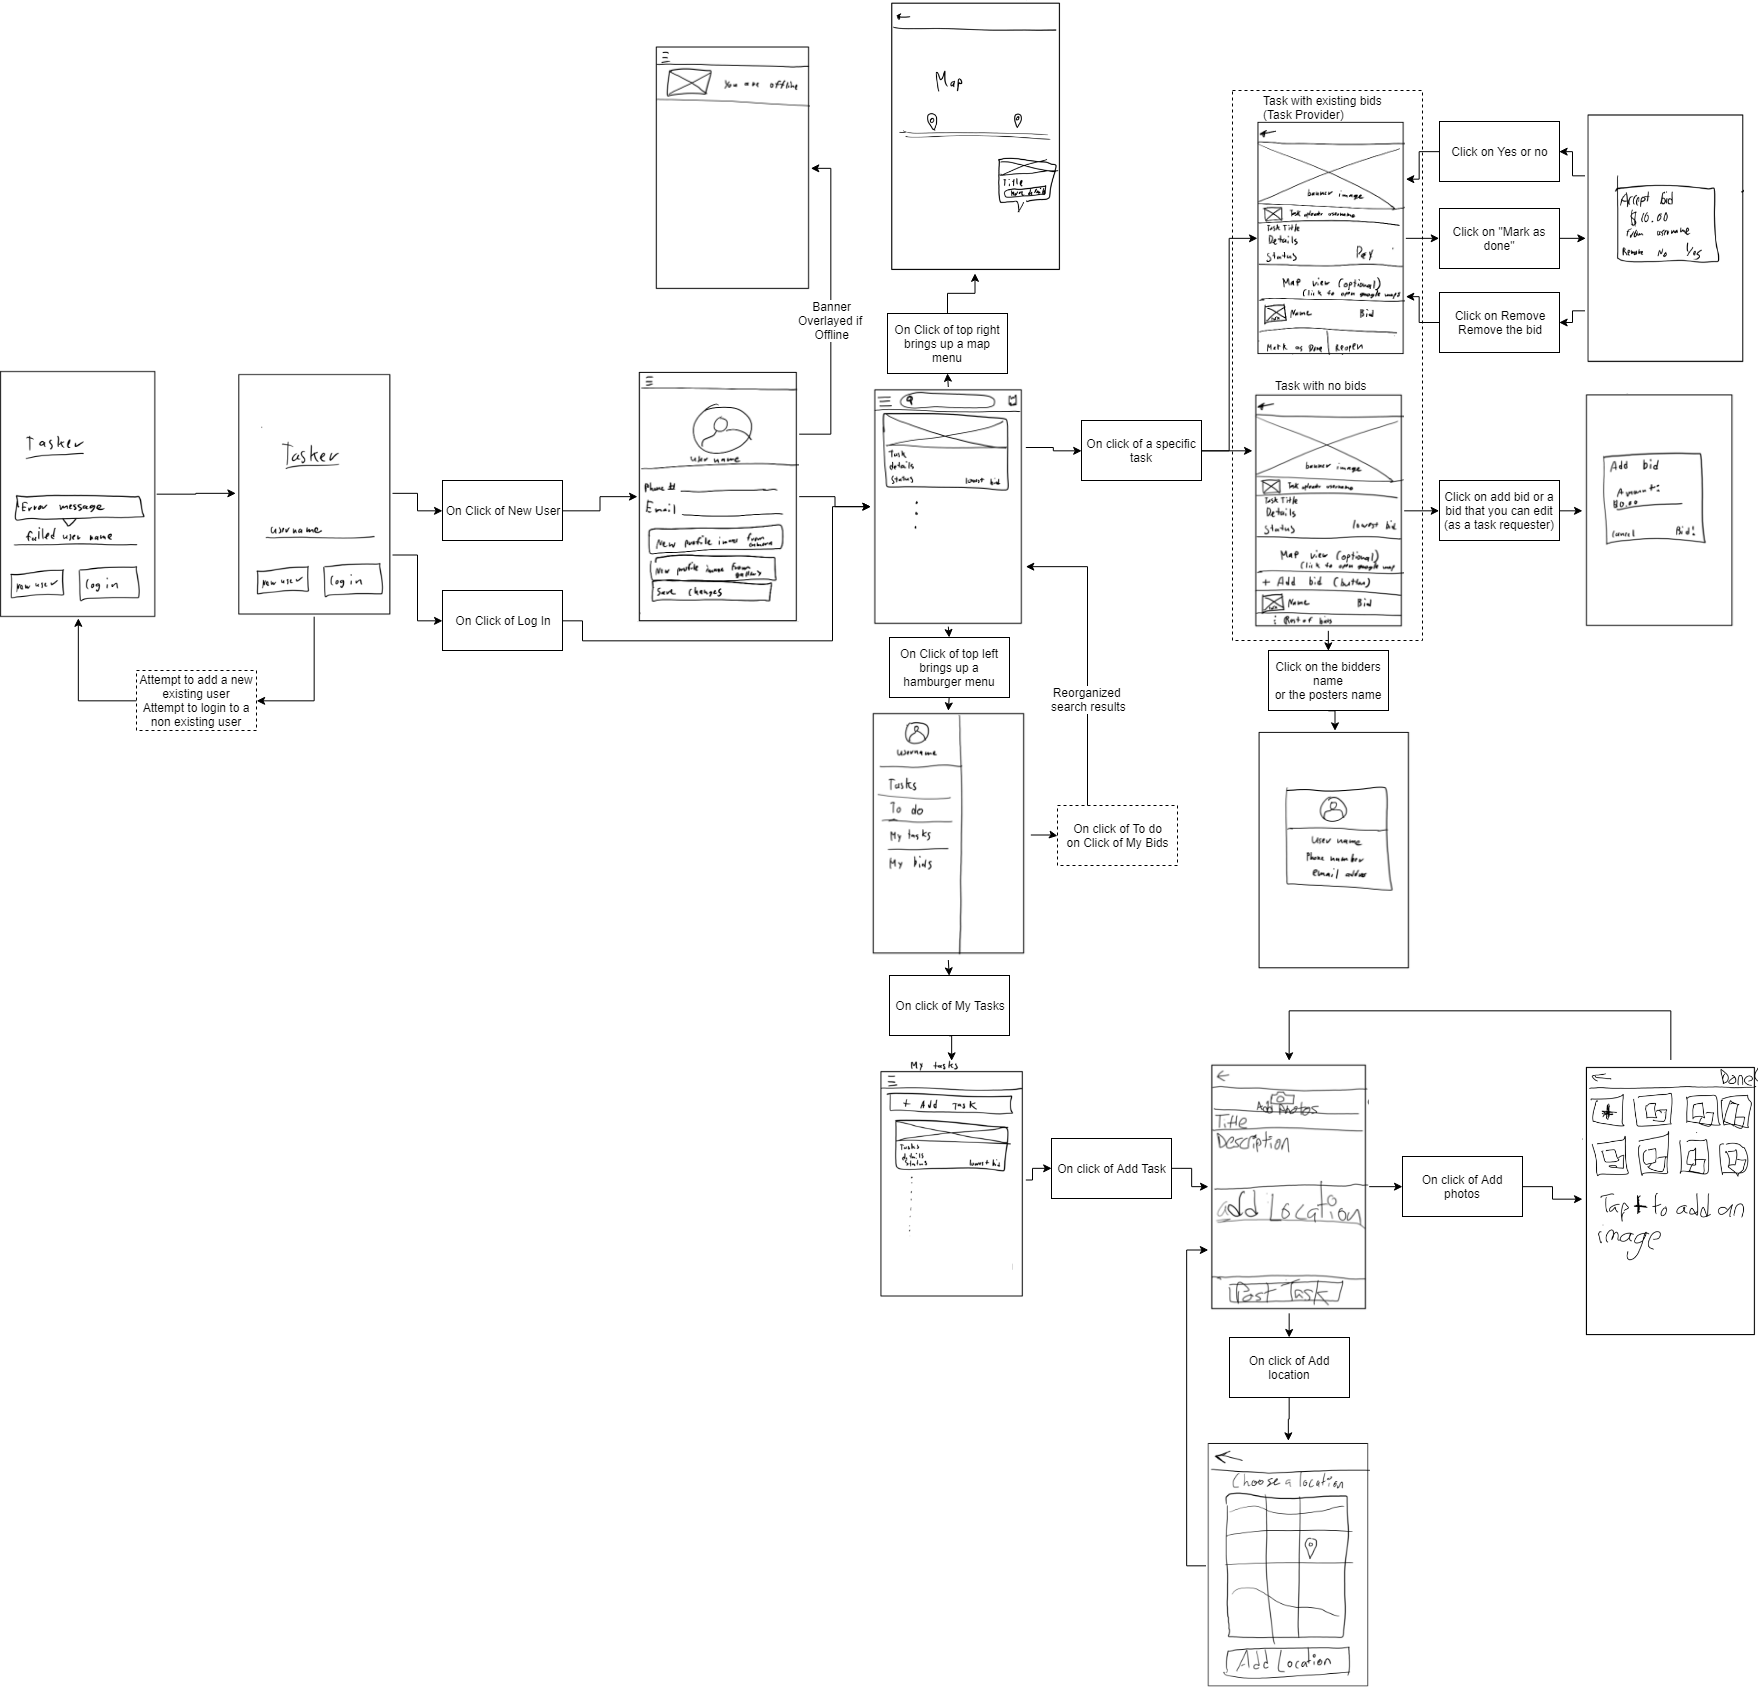 Tasker
Error message
failed user name
New user
Log in
Attempt to add a new
existing user
Attempt to login to a
non existing user
Tasker
username
New user
Log in
On Click of New User
On Click of Log In
You are offline
Banner
Overlayed if
Offline
User name
Phone #
Email
New profile image from camera
New profile image from gallery
Save changes
Map
Title
On Click of top right
brings up a map
menu
Task
details
Status
lowest bid
On Click of top left
brings up a
hamburger menu
Username
Tasks
To do
My tasks
My bids
Reorganized
search results
On click of To do
on Click of My Bids
On click of My Tasks
On click of a specific
task
Task with existing bids
(Task Provider)
banner image
Task uploader username
Task Title
Details
Status
Pay
Map view (optional)
(Click to open google maps
Name
Bid
Mark as Done
Reopen
Click on Yes or no
Click on "Mark as
done"
Click on Remove
Remove the bid
Accept bid
$10.00
from username
Remove No Yes
Task with no bids
banner image
Task uploader username
Task Title
Details
Status
lowest bid
Map view (optional)
(Click to open google map
+ Add bid (button)
Name
Bid
Rest of bids
Click on add bid or a
bid that you can edit
(as a task requester)
Add bid
Amount:
$0.00
Cancel
Bid!
Click on the bidders
name
or the posters name
User name
Phone number
email
My tasks
+ Add Task
Tasks
details
Status
lowest bid
On click of Add Task
Add Photos
Title
Description
add Location
Post Task
On click of Add
photos
Done
Tap + to add an
image
On click of Add
location
Choose a location
Add Location